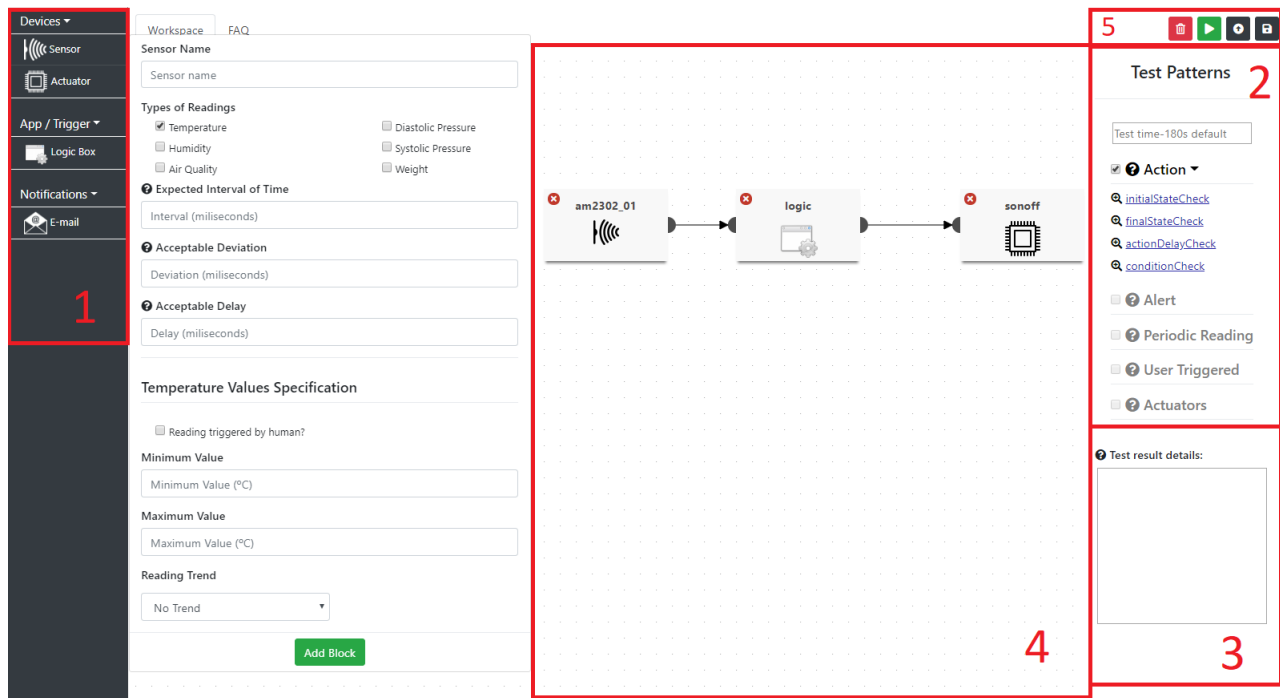 Devices
Sensor
Actuator
App / Trigger
Logic Box
Notifications
E-mail
1
Workspace FAQ
Sensor Name
Sensor name
Types of Readings
Temperature Diastolic Pressure
Humidity Systolic Pressure
Air Quality Weight
Expected Interval of Time
Interval (miliseconds)
Acceptable Deviation
Deviation (miliseconds)
Acceptable Delay
Delay (miliseconds)
Temperature Values Specification
Reading triggered by human?
Minimum Value
Minimum Value (ºC)
Maximum Value
Maximum Value (ºC)
Reading Trend
No Trend
Add Block
am2302_01 logic sonoff
4
5
Test Patterns
2
Test time-180s default
Action
initialStateCheck
finalStateCheck
actionDelayCheck
conditionCheck
Alert
Periodic Reading
User Triggered
Actuators
Test result details:
3